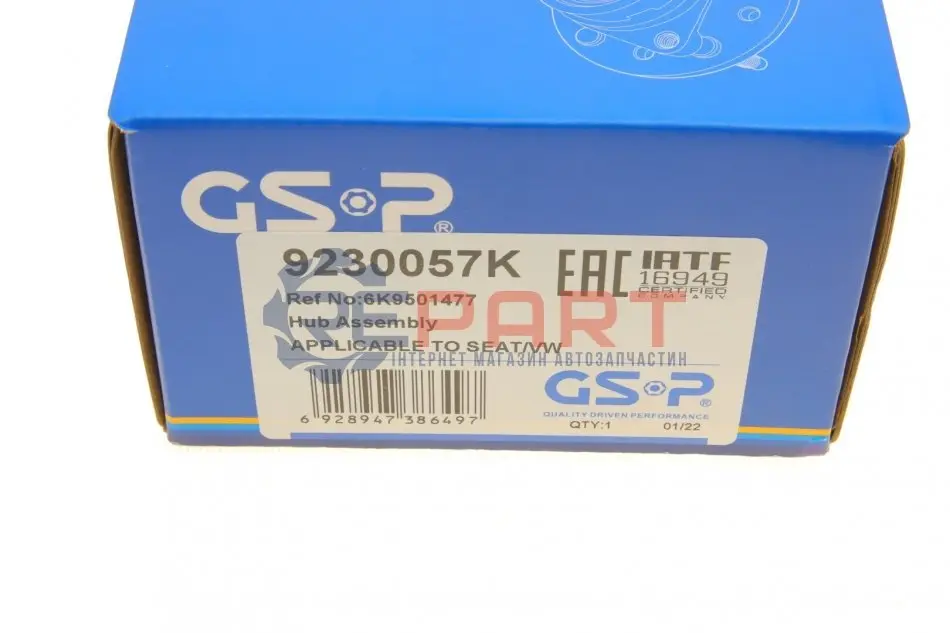 GSP®
9230057K
EAC
IATF
16949
CERTIFIED
COMPANY
Ref No:6K9501477
Hub Assembly
APPLICABLE TO SEAT/VW
REPART
ІНТЕРНЕТ МАГАЗИН АВТОЗАПЧАСТИН
6 928947 386497
GSP®
QUALITY DRIVEN PERFORMANCE
QTY:1 01/22